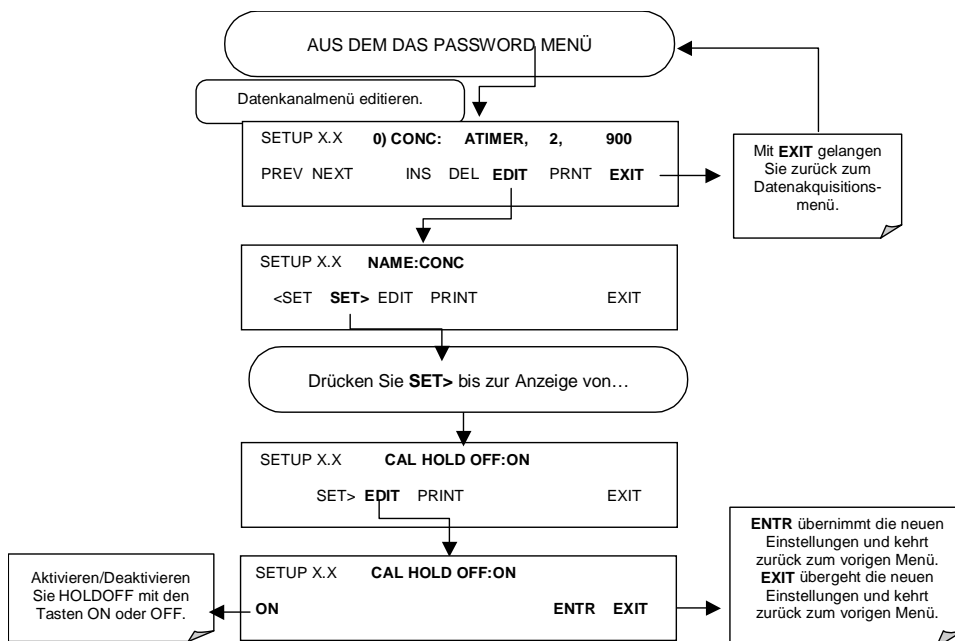 AUS DEM DAS PASSWORD MENÜ
Datenkanalmenü editieren.
SETUP X.X 0) CONC: ATIMER, 2, 900
PREV NEXT INS DEL EDIT PRNT EXIT
Mit EXIT gelangen
Sie zurück zum
Datenakquisitions-
menü.
SETUP X.X NAME:CONC
<SET SET> EDIT PRINT EXIT
Drücken Sie SET> bis zur Anzeige von…
SETUP X.X CAL HOLD OFF:ON
SET> EDIT PRINT EXIT
SETUP X.X CAL HOLD OFF:ON
ON ENTR EXIT
Aktivieren/Deaktivieren
Sie HOLDOFF mit den
Tasten ON oder OFF.
ENTR übernimmt die neuen
Einstellungen und kehrt
zurück zum vorigen Menü.
EXIT übergeht die neuen
Einstellungen und kehrt
zurück zum vorigen Menü.